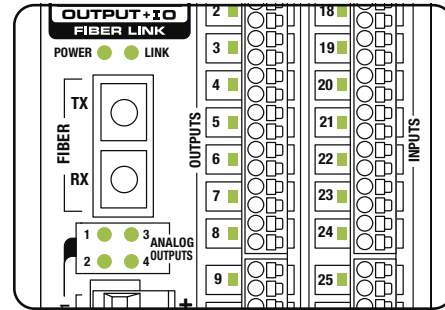 OUTPUT+IO
FIBER LINK
POWER LINK
TX
FIBER
RX
1 3 ANALOG
2 4 OUTPUTS
1
+
OUTPUTS
2
3
4
5
6
7
8
9
18
19
20
21
22
23
24
25
INPUTS